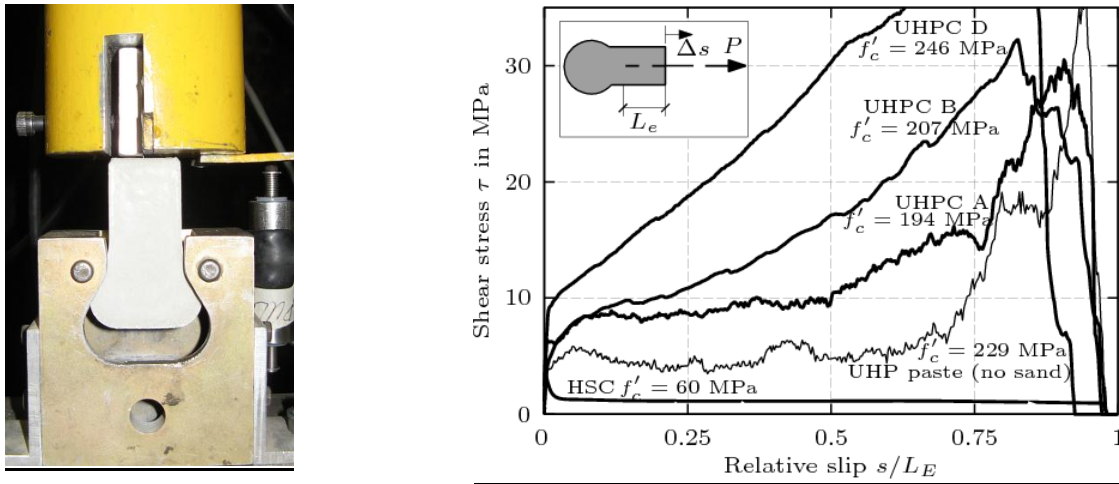 Shear stress τ in MPa
30
20
10
0
0
0.25
0.5
0.75
1
Relative slip s/L_E
Δs P
L_e
UHPC D
f'_c = 246 MPa
UHPC B
f'_c = 207 MPa
UHPC A
f'_c = 194 MPa
f'_c = 229 MPa
UHP paste (no sand)
HSC f'_c = 60 MPa